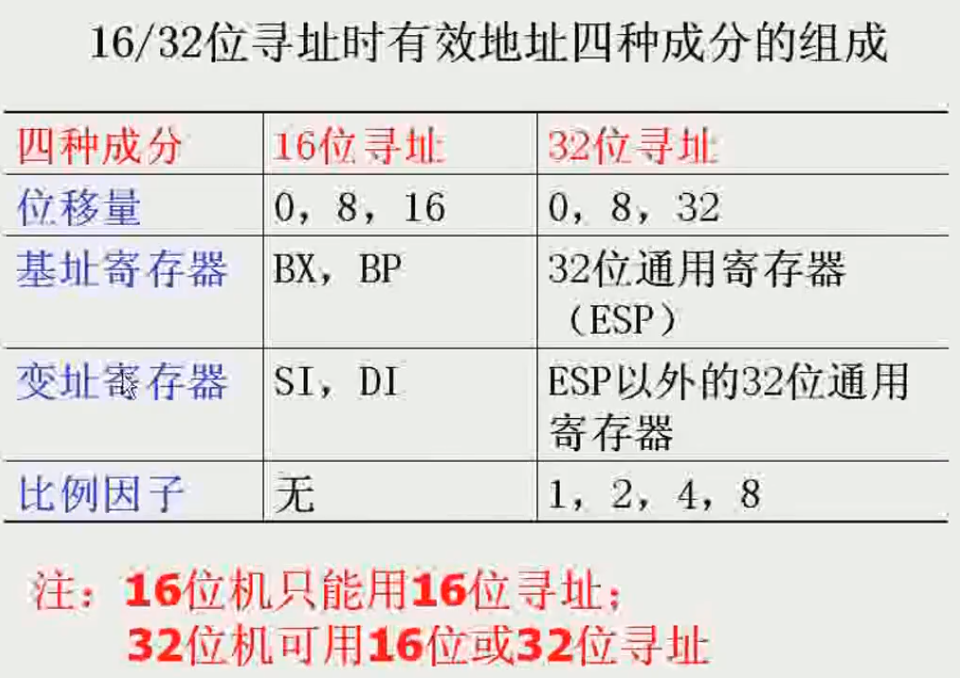 16/32位寻址时有效地址四种成分的组成
四种成分 16位寻址 32位寻址
位移量 0，8，16 0，8，32
基址寄存器 BX，BP 32位通用寄存器
（ESP）
变址寄存器 SI，DI ESP以外的32位通用
寄存器
比例因子 无 1，2，4，8
注：16位机只能用16位寻址；
32位机可用16位或32位寻址